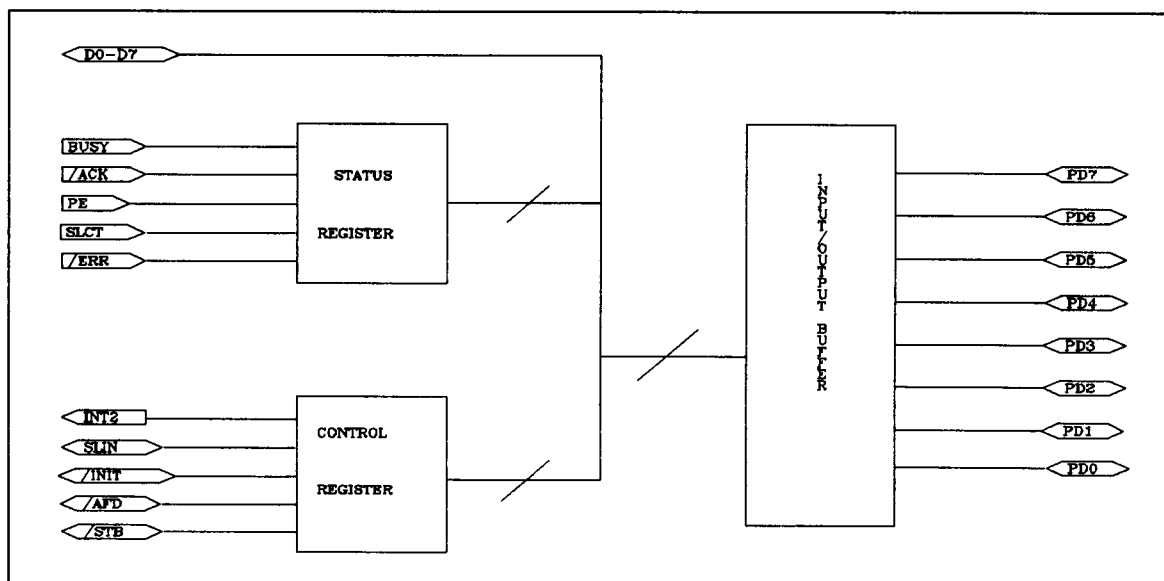 D0-D7
BUSY
/ACK
PE
SLCT
/ERR
STATUS
REGISTER
INT2
SLIN
/INIT
/AFD
/STB
CONTROL
REGISTER
INPUT/OUTPUT BUFFER
PD7
PD6
PD5
PD4
PD3
PD2
PD1
PD0